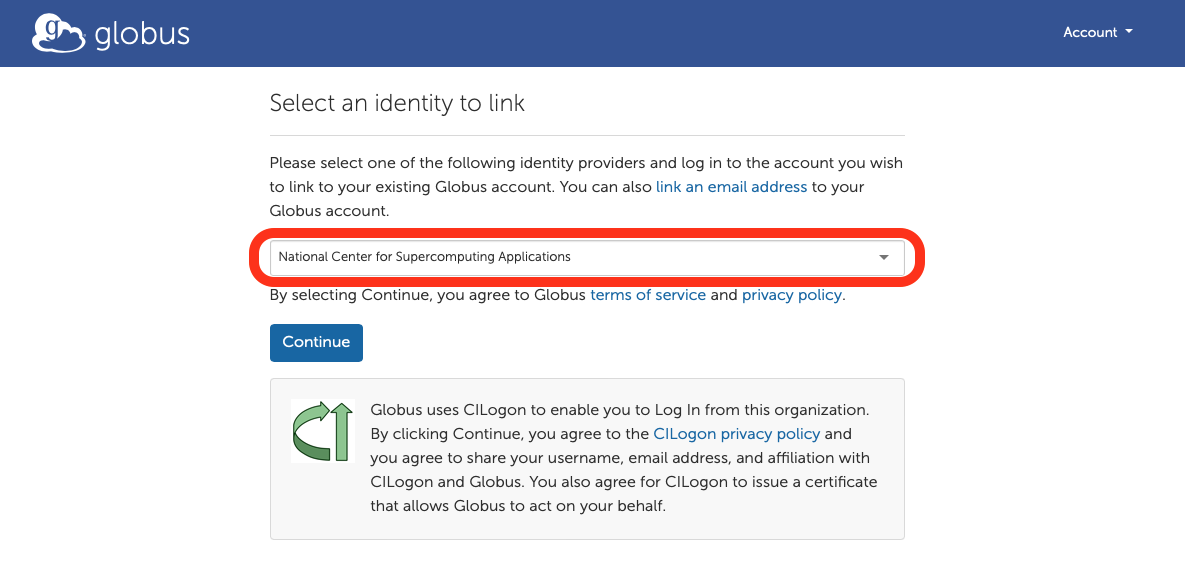 globus
Account
Select an identity to link
Please select one of the following identity providers and log in to the account you wish
to link to your existing Globus account. You can also link an email address to your
Globus account.
National Center for Supercomputing Applications
By selecting Continue, you agree to Globus terms of service and privacy policy.
Continue
Globus uses CILogon to enable you to Log In from this organization.
By clicking Continue, you agree to the CILogon privacy policy and
you agree to share your username, email address, and affiliation with
CILogon and Globus. You also agree for CILogon to issue a certificate
that allows Globus to act on your behalf.